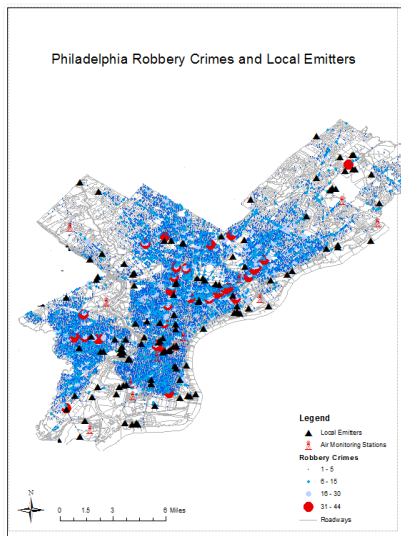 Philadelphia Robbery Crimes and Local Emitters
Legend
Local Emitters
Air Monitoring Stations
Robbery Crimes
1 - 5
6 - 15
16 - 30
31 - 44
Roadways
N
0 1.5 3 6 Miles